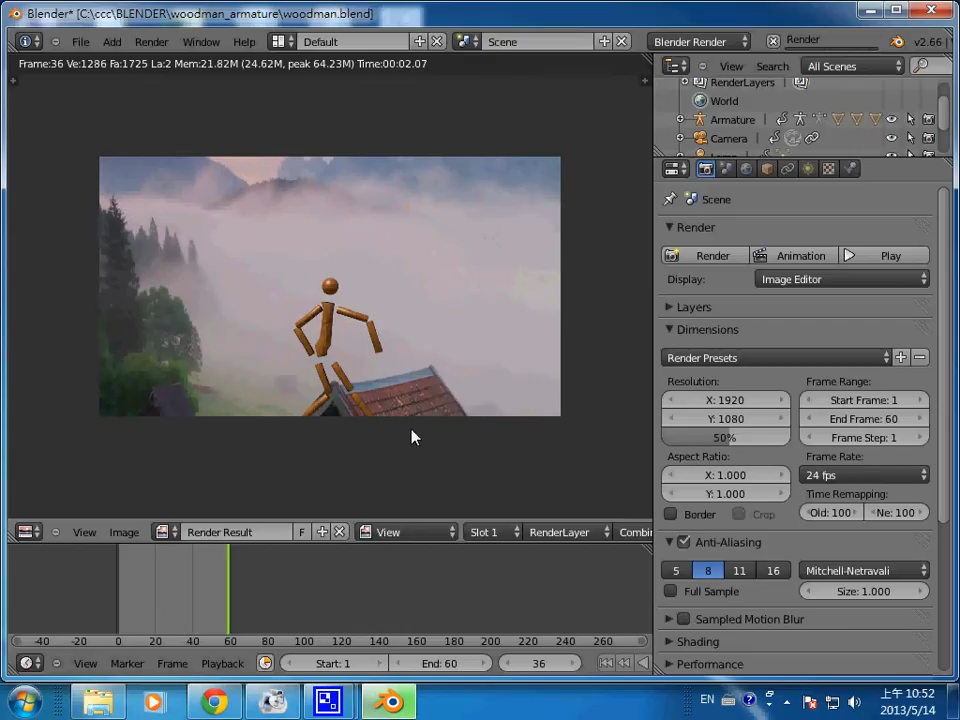 Blender* [C:\ccc\BLENDER\woodman_armature\woodman.blend]
File Add Render Window Help Default Scene Blender Render Render v2.66
Frame:36 Ve:1286 Fa:1725 La:2 Mem:21.82M (24.62M, peak 64.23M) Time:00:02.07
View Search All Scenes
RenderLayers
World
Armature
Camera
Scene
Render
Render Animation Play
Display: Image Editor
Layers
Dimensions
Render Presets
Resolution: Frame Range:
X: 1920 Start Frame: 1
Y: 1080 End Frame: 60
50% Frame Step: 1
Aspect Ratio: Frame Rate:
X: 1.000 24 fps
Y: 1.000 Time Remapping:
Border Crop Old: 100 Ne: 100
View Image Render Result F View Slot 1 RenderLayer Combin
Anti-Aliasing
5 8 11 16 Mitchell-Netravali
Full Sample Size: 1.000
Sampled Motion Blur
Shading
Performance
-40 -20 0 20 40 60 80 100 120 140 160 180 200 220 240 260
View Marker Frame Playback Start: 1 End: 60 36
EN 上午 10:52
2013/5/14